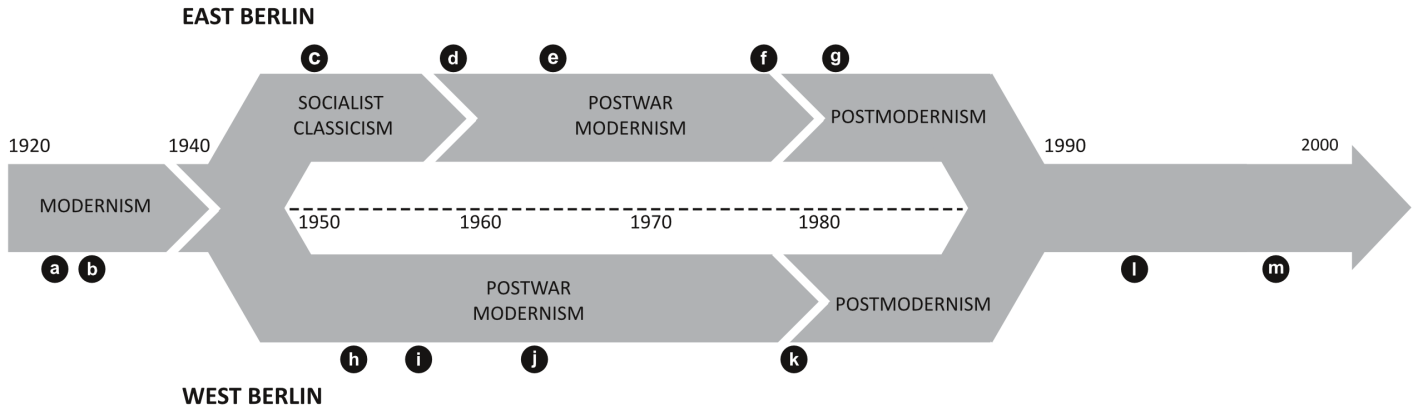 EAST BERLIN
c d e f g
SOCIALIST
CLASSICISM
POSTWAR
MODERNISM
POSTMODERNISM
1920 1940 1990 2000
MODERNISM
1950 1960 1970 1980
a b l m
POSTWAR
MODERNISM
POSTMODERNISM
h i j k
WEST BERLIN